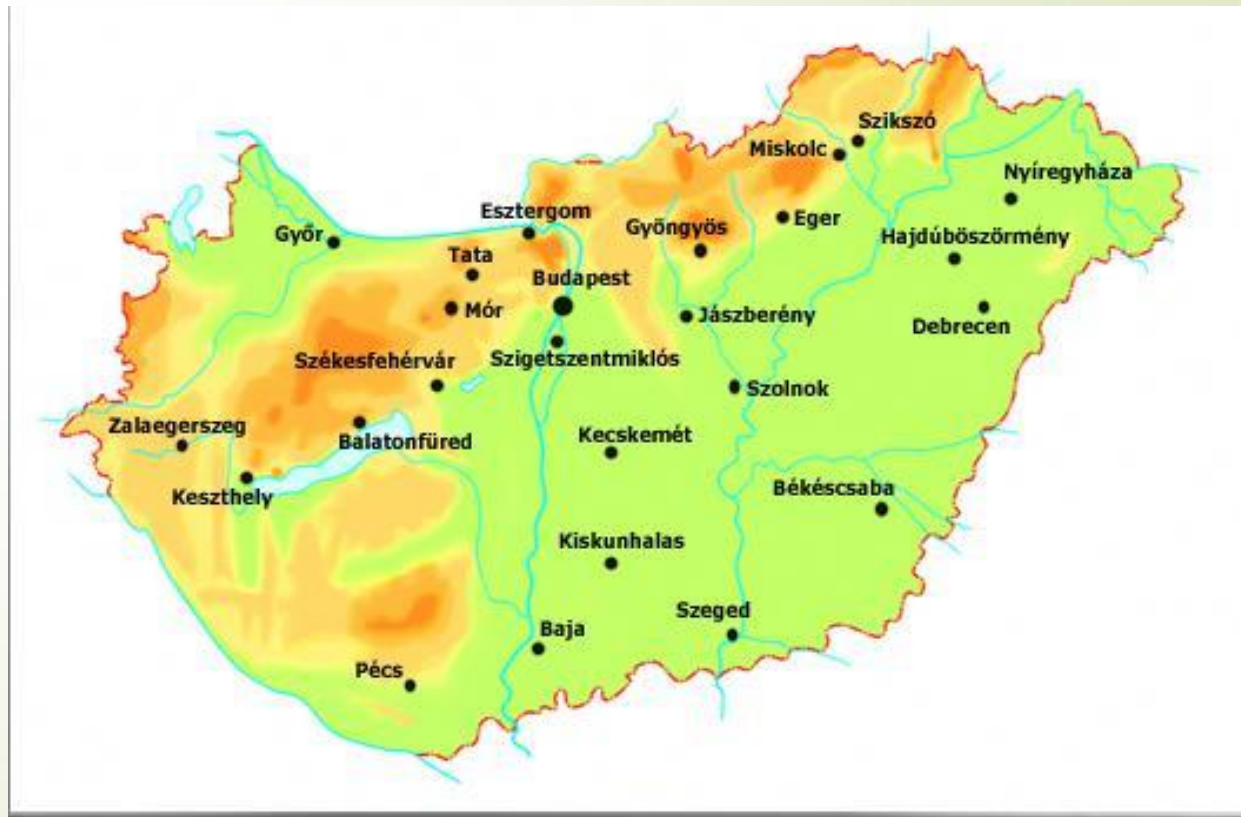 Szikszó
Miskolc
Nyíregyháza
Esztergom
Eger
Gyöngyös
Győr
Hajdúböszörmény
Tata
Budapest
Mór
Jászberény
Debrecen
Székesfehérvár
Szigetszentmiklós
Szolnok
Zalaegerszeg
Balatonfüred
Kecskemét
Keszthely
Békéscsaba
Kiskunhalas
Szeged
Baja
Pécs